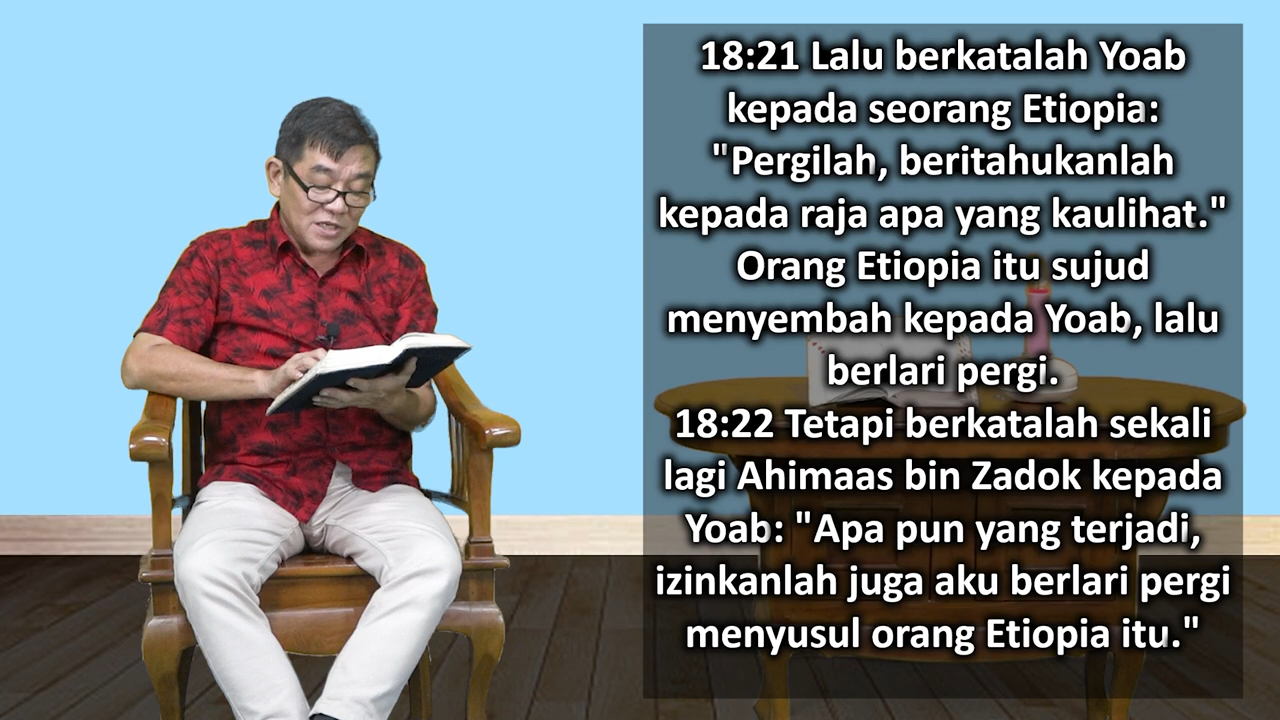 18:21 Lalu berkatalah Yoab
kepada seorang Etiopia:
"Pergilah, beritahukanlah
kepada raja apa yang kaulihat."
Orang Etiopia itu sujud
menyembah kepada Yoab, lalu
berlari pergi.
18:22 Tetapi berkatalah sekali
lagi Ahimaas bin Zadok kepada
Yoab: "Apa pun yang terjadi,
izinkanlah juga aku berlari pergi
menyusul orang Etiopia itu."